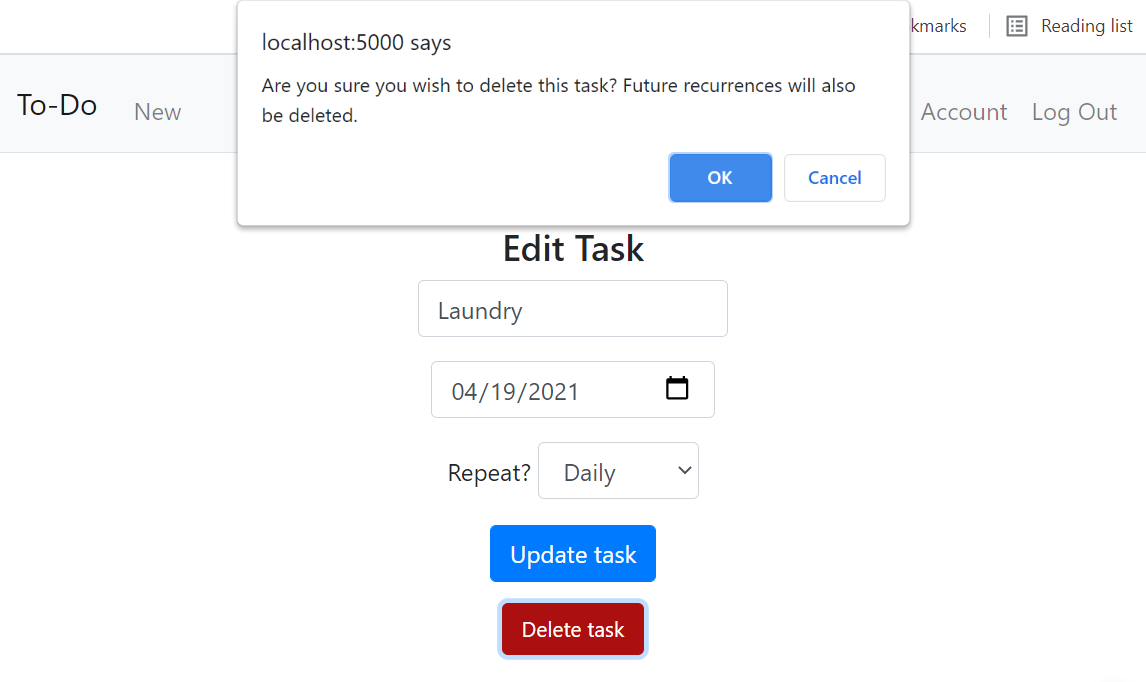 localhost:5000 says
Are you sure you wish to delete this task? Future recurrences will also
be deleted.
OK Cancel
Reading list
To-Do New Account Log Out
Edit Task
Laundry
04/19/2021
Repeat? Daily
Update task
Delete task